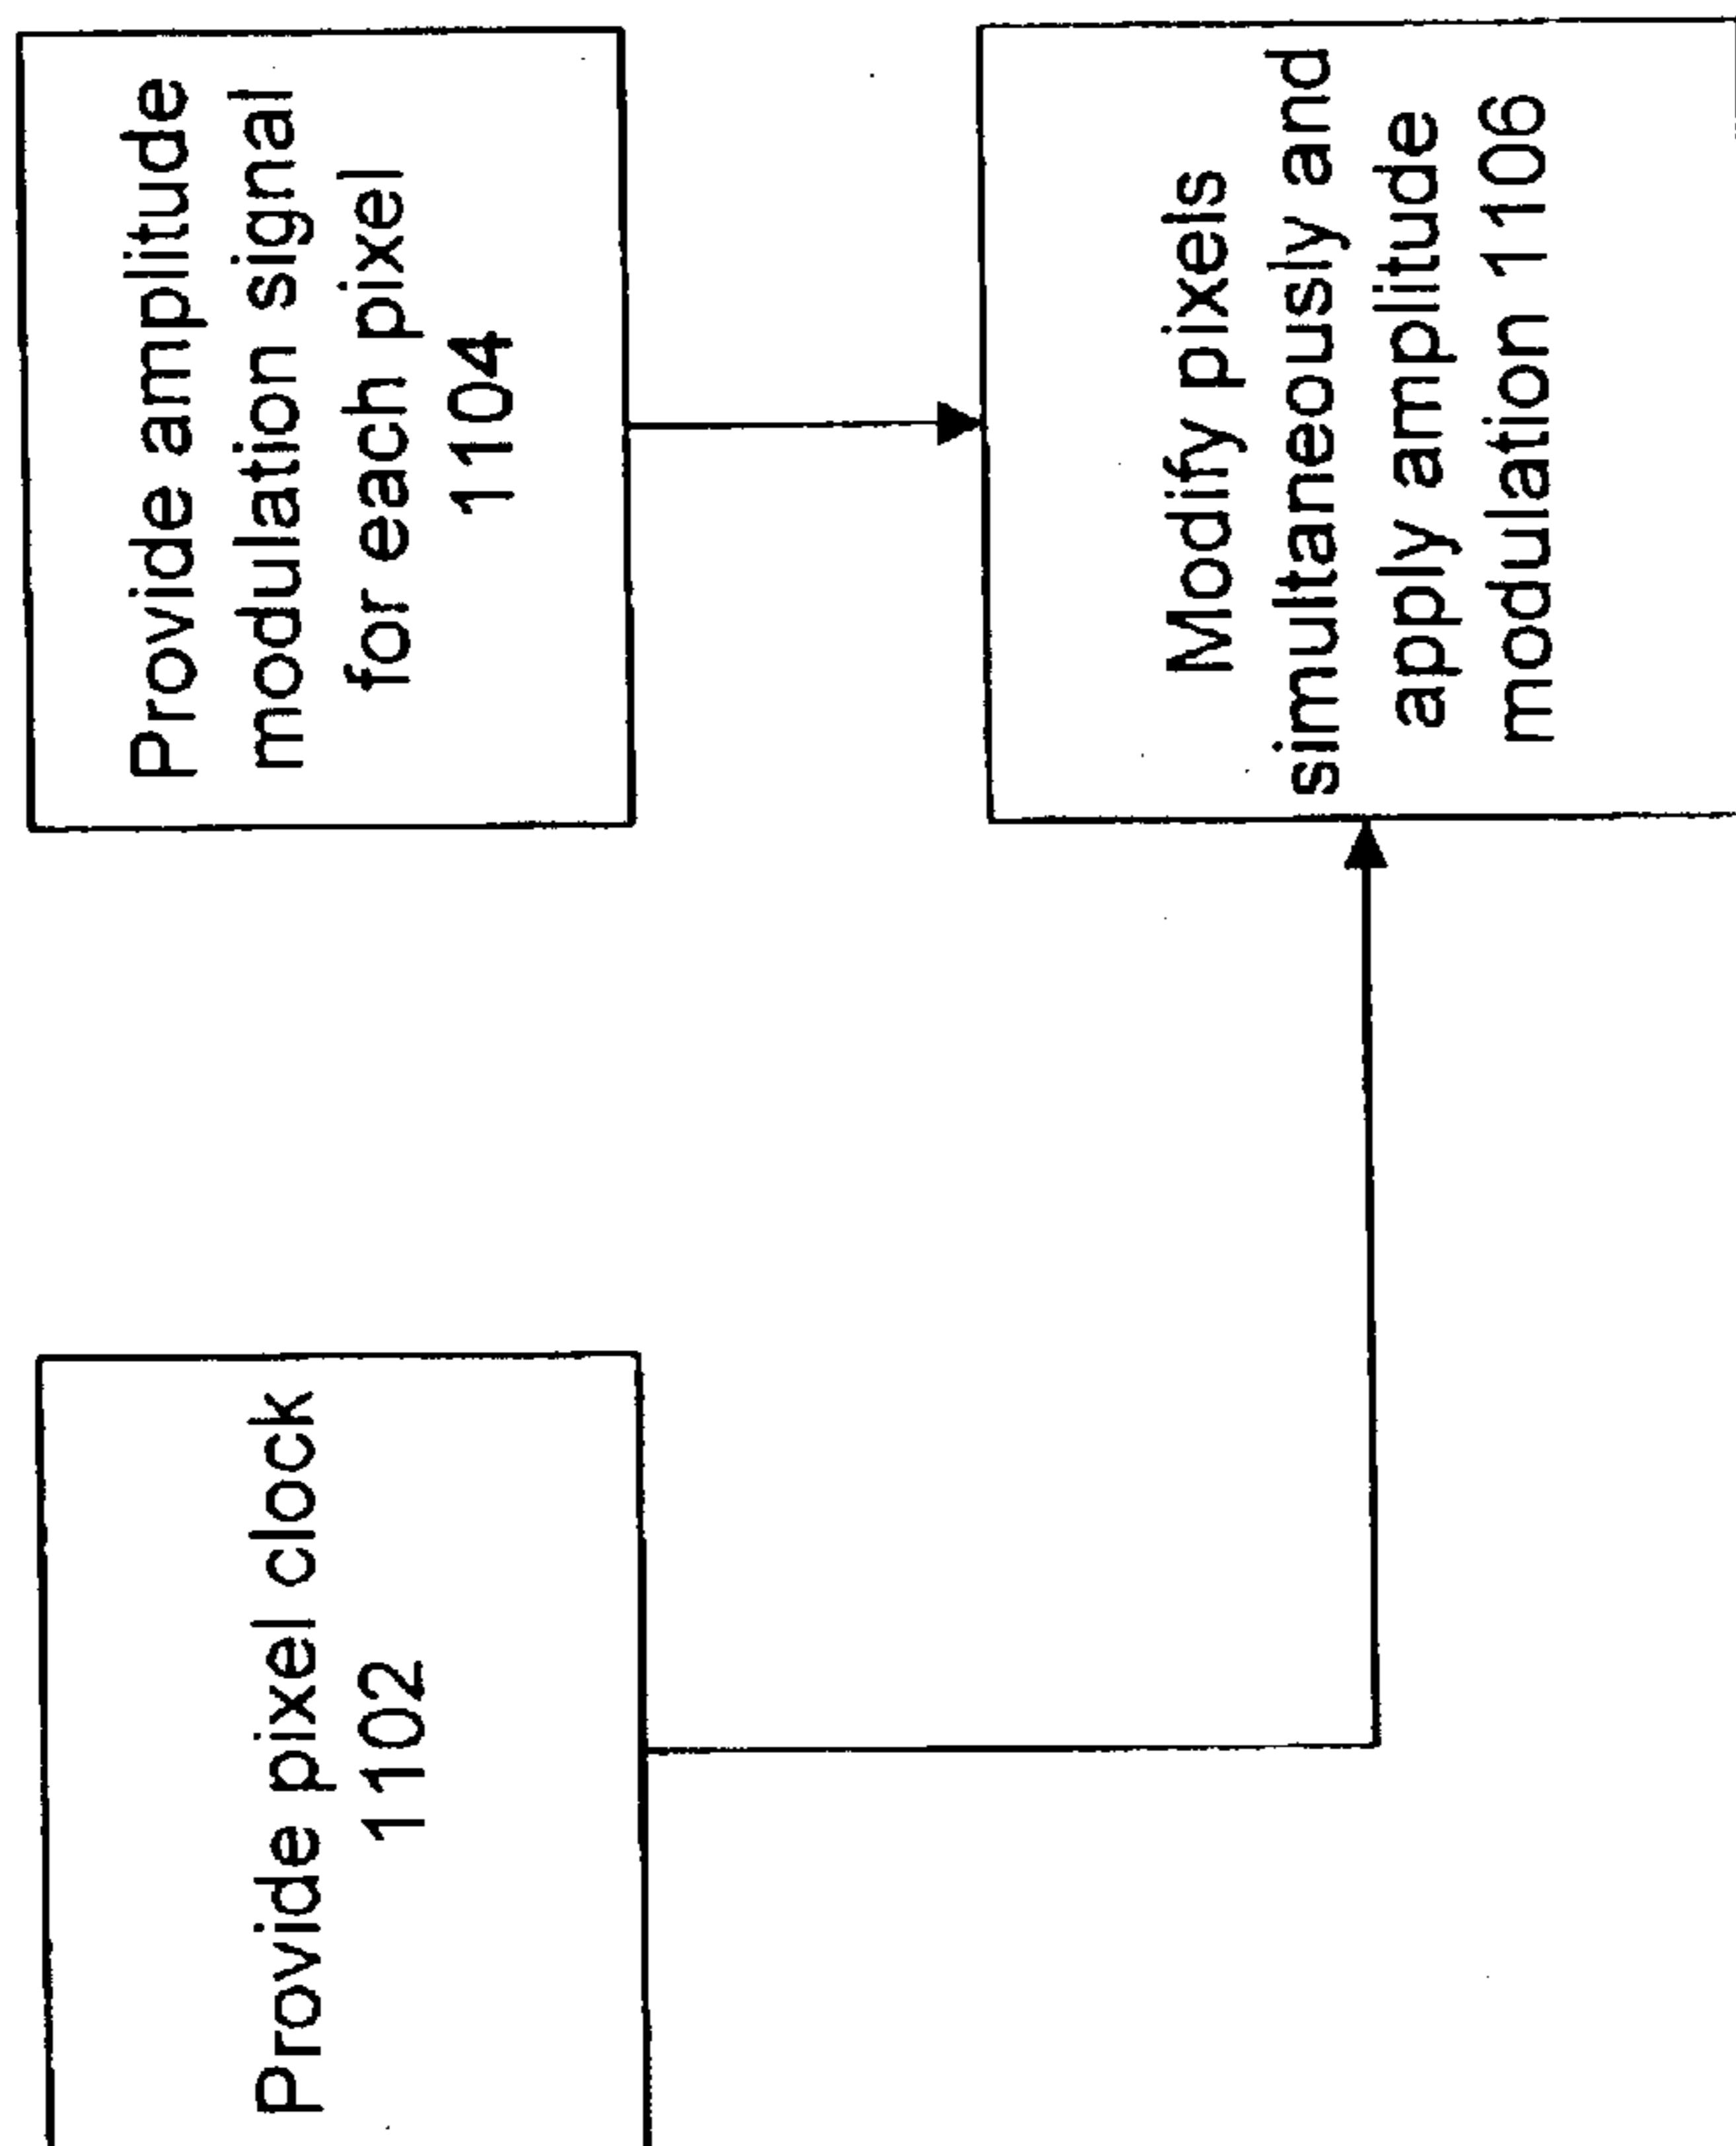 Provide pixel clock
1102
Provide amplitude
modulation signal
for each pixel
1104
Modify pixels
simultaneously and
apply amplitude
modulation 1106